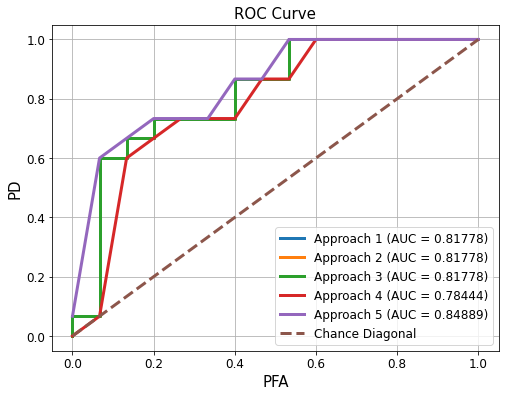 ROC Curve
PD
1.0
0.8
0.6
0.4
0.2
0.0
0.0 0.2 0.4 0.6 0.8 1.0
PFA
Approach 1 (AUC = 0.81778)
Approach 2 (AUC = 0.81778)
Approach 3 (AUC = 0.81778)
Approach 4 (AUC = 0.78444)
Approach 5 (AUC = 0.84889)
Chance Diagonal